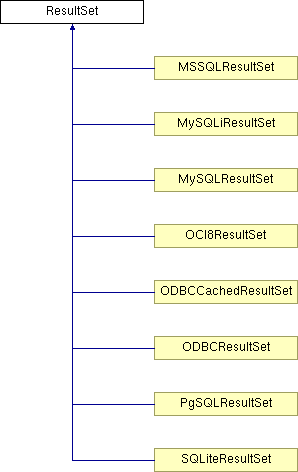 ResultSet
MSSQLResultSet
MySQLiResultSet
MySQLResultSet
OCI8ResultSet
ODBCCachedResultSet
ODBCResultSet
PgSQLResultSet
SQLiteResultSet